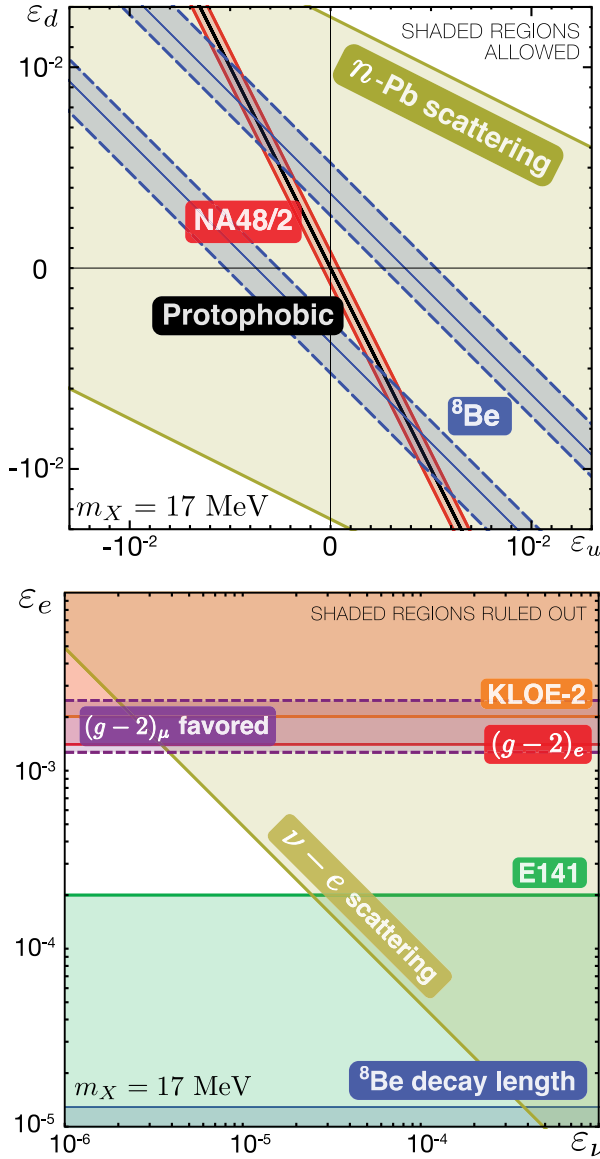 ε_d
SHADED REGIONS
ALLOWED
10⁻²
n-Pb scattering
NA48/2
0
Protophobic
⁸Be
-10⁻²
m_X = 17 MeV
-10⁻² 0 10⁻² ε_u
ε_e
SHADED REGIONS RULED OUT
KLOE-2
(g − 2)_μ favored
(g − 2)_e
10⁻³
ν − e scattering
E141
10⁻⁴
⁸Be decay length
m_X = 17 MeV
10⁻⁵
10⁻⁶ 10⁻⁵ 10⁻⁴ ε_ν